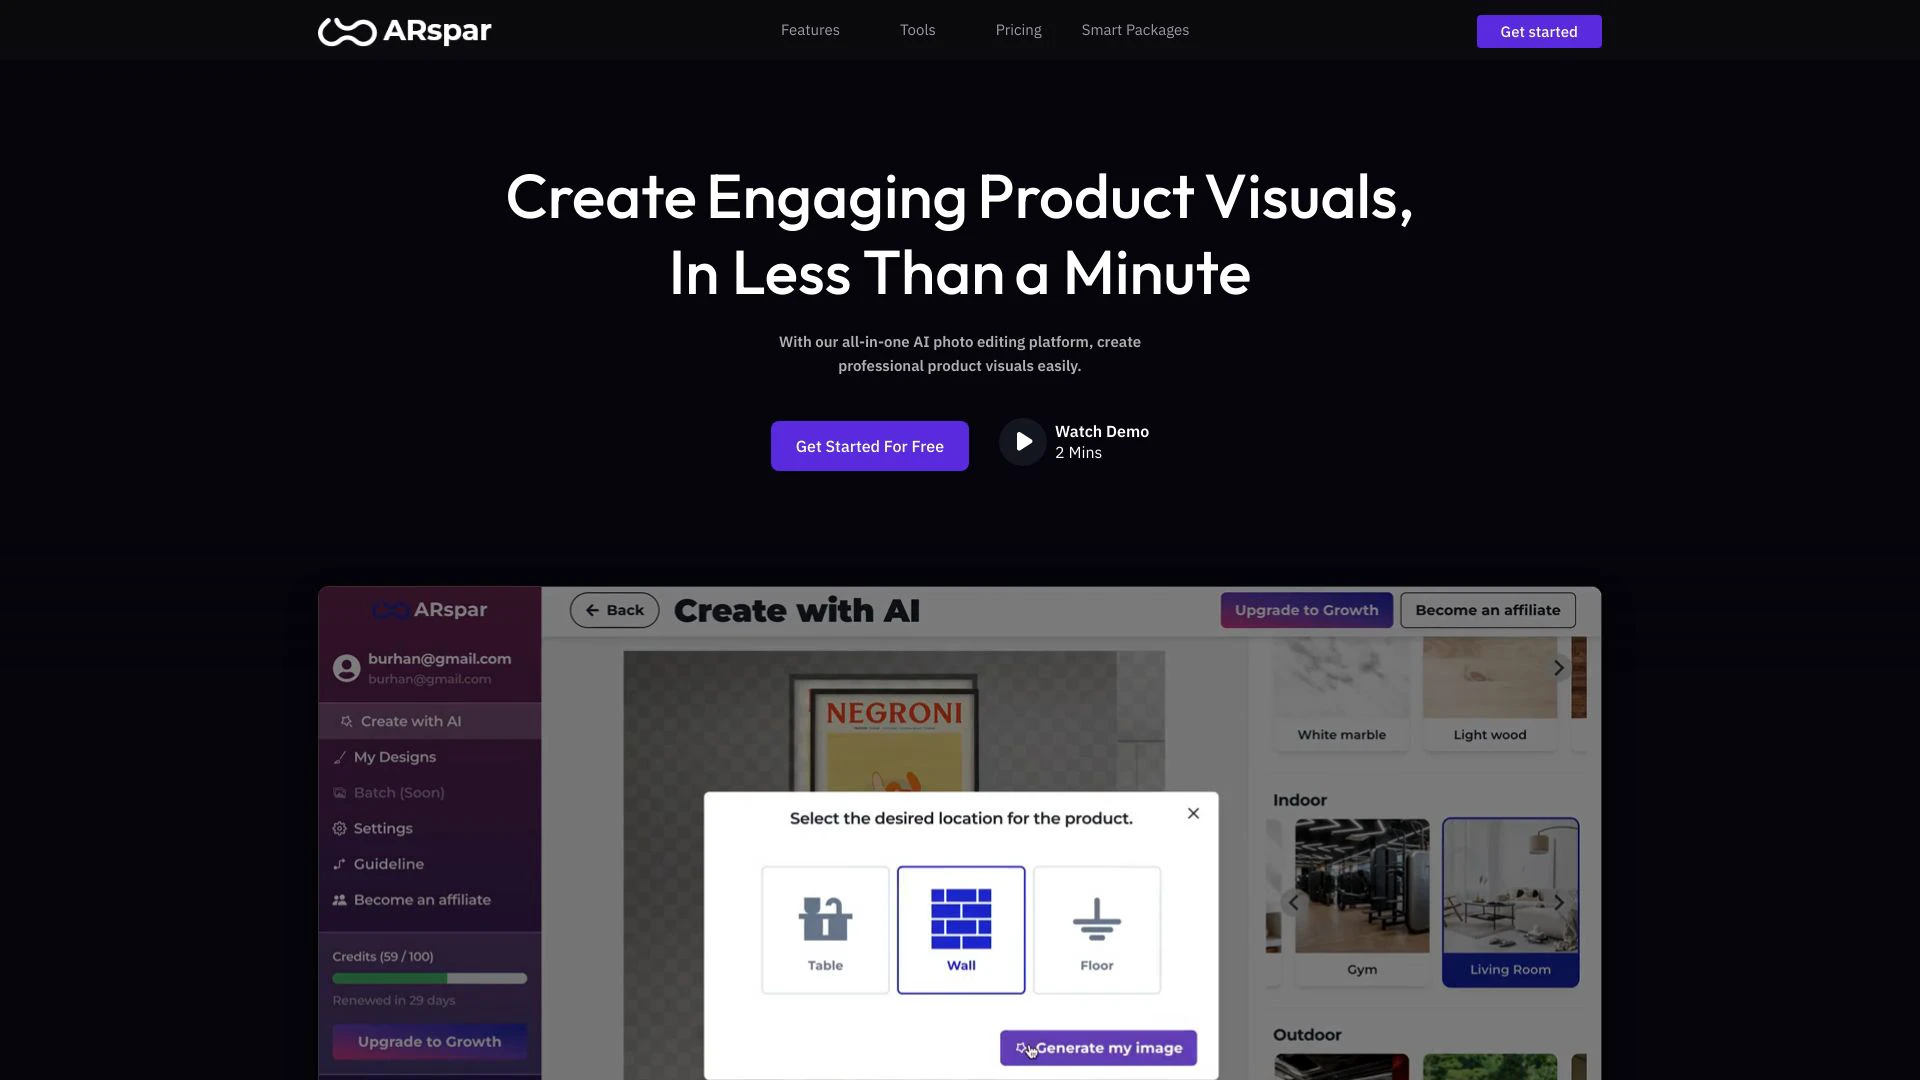 ARspar
Features
Tools
Pricing
Smart Packages
Get started
Create Engaging Product Visuals,
In Less Than a Minute
With our all-in-one AI photo editing platform, create
professional product visuals easily.
Get Started For Free
Watch Demo
2 Mins
ARspar
burhan@gmail.com
burhan@gmail.com
Create with AI
My Designs
Batch (Soon)
Settings
Guideline
Become an affiliate
Credits (59 / 100)
Renewed in 29 days
Upgrade to Growth
Back
Create with AI
Upgrade to Growth
Become an affiliate
NEGRONI
Select the desired location for the product.
Table
Wall
Floor
Generate my image
White marble
Light wood
Indoor
Gym
Living Room
Outdoor